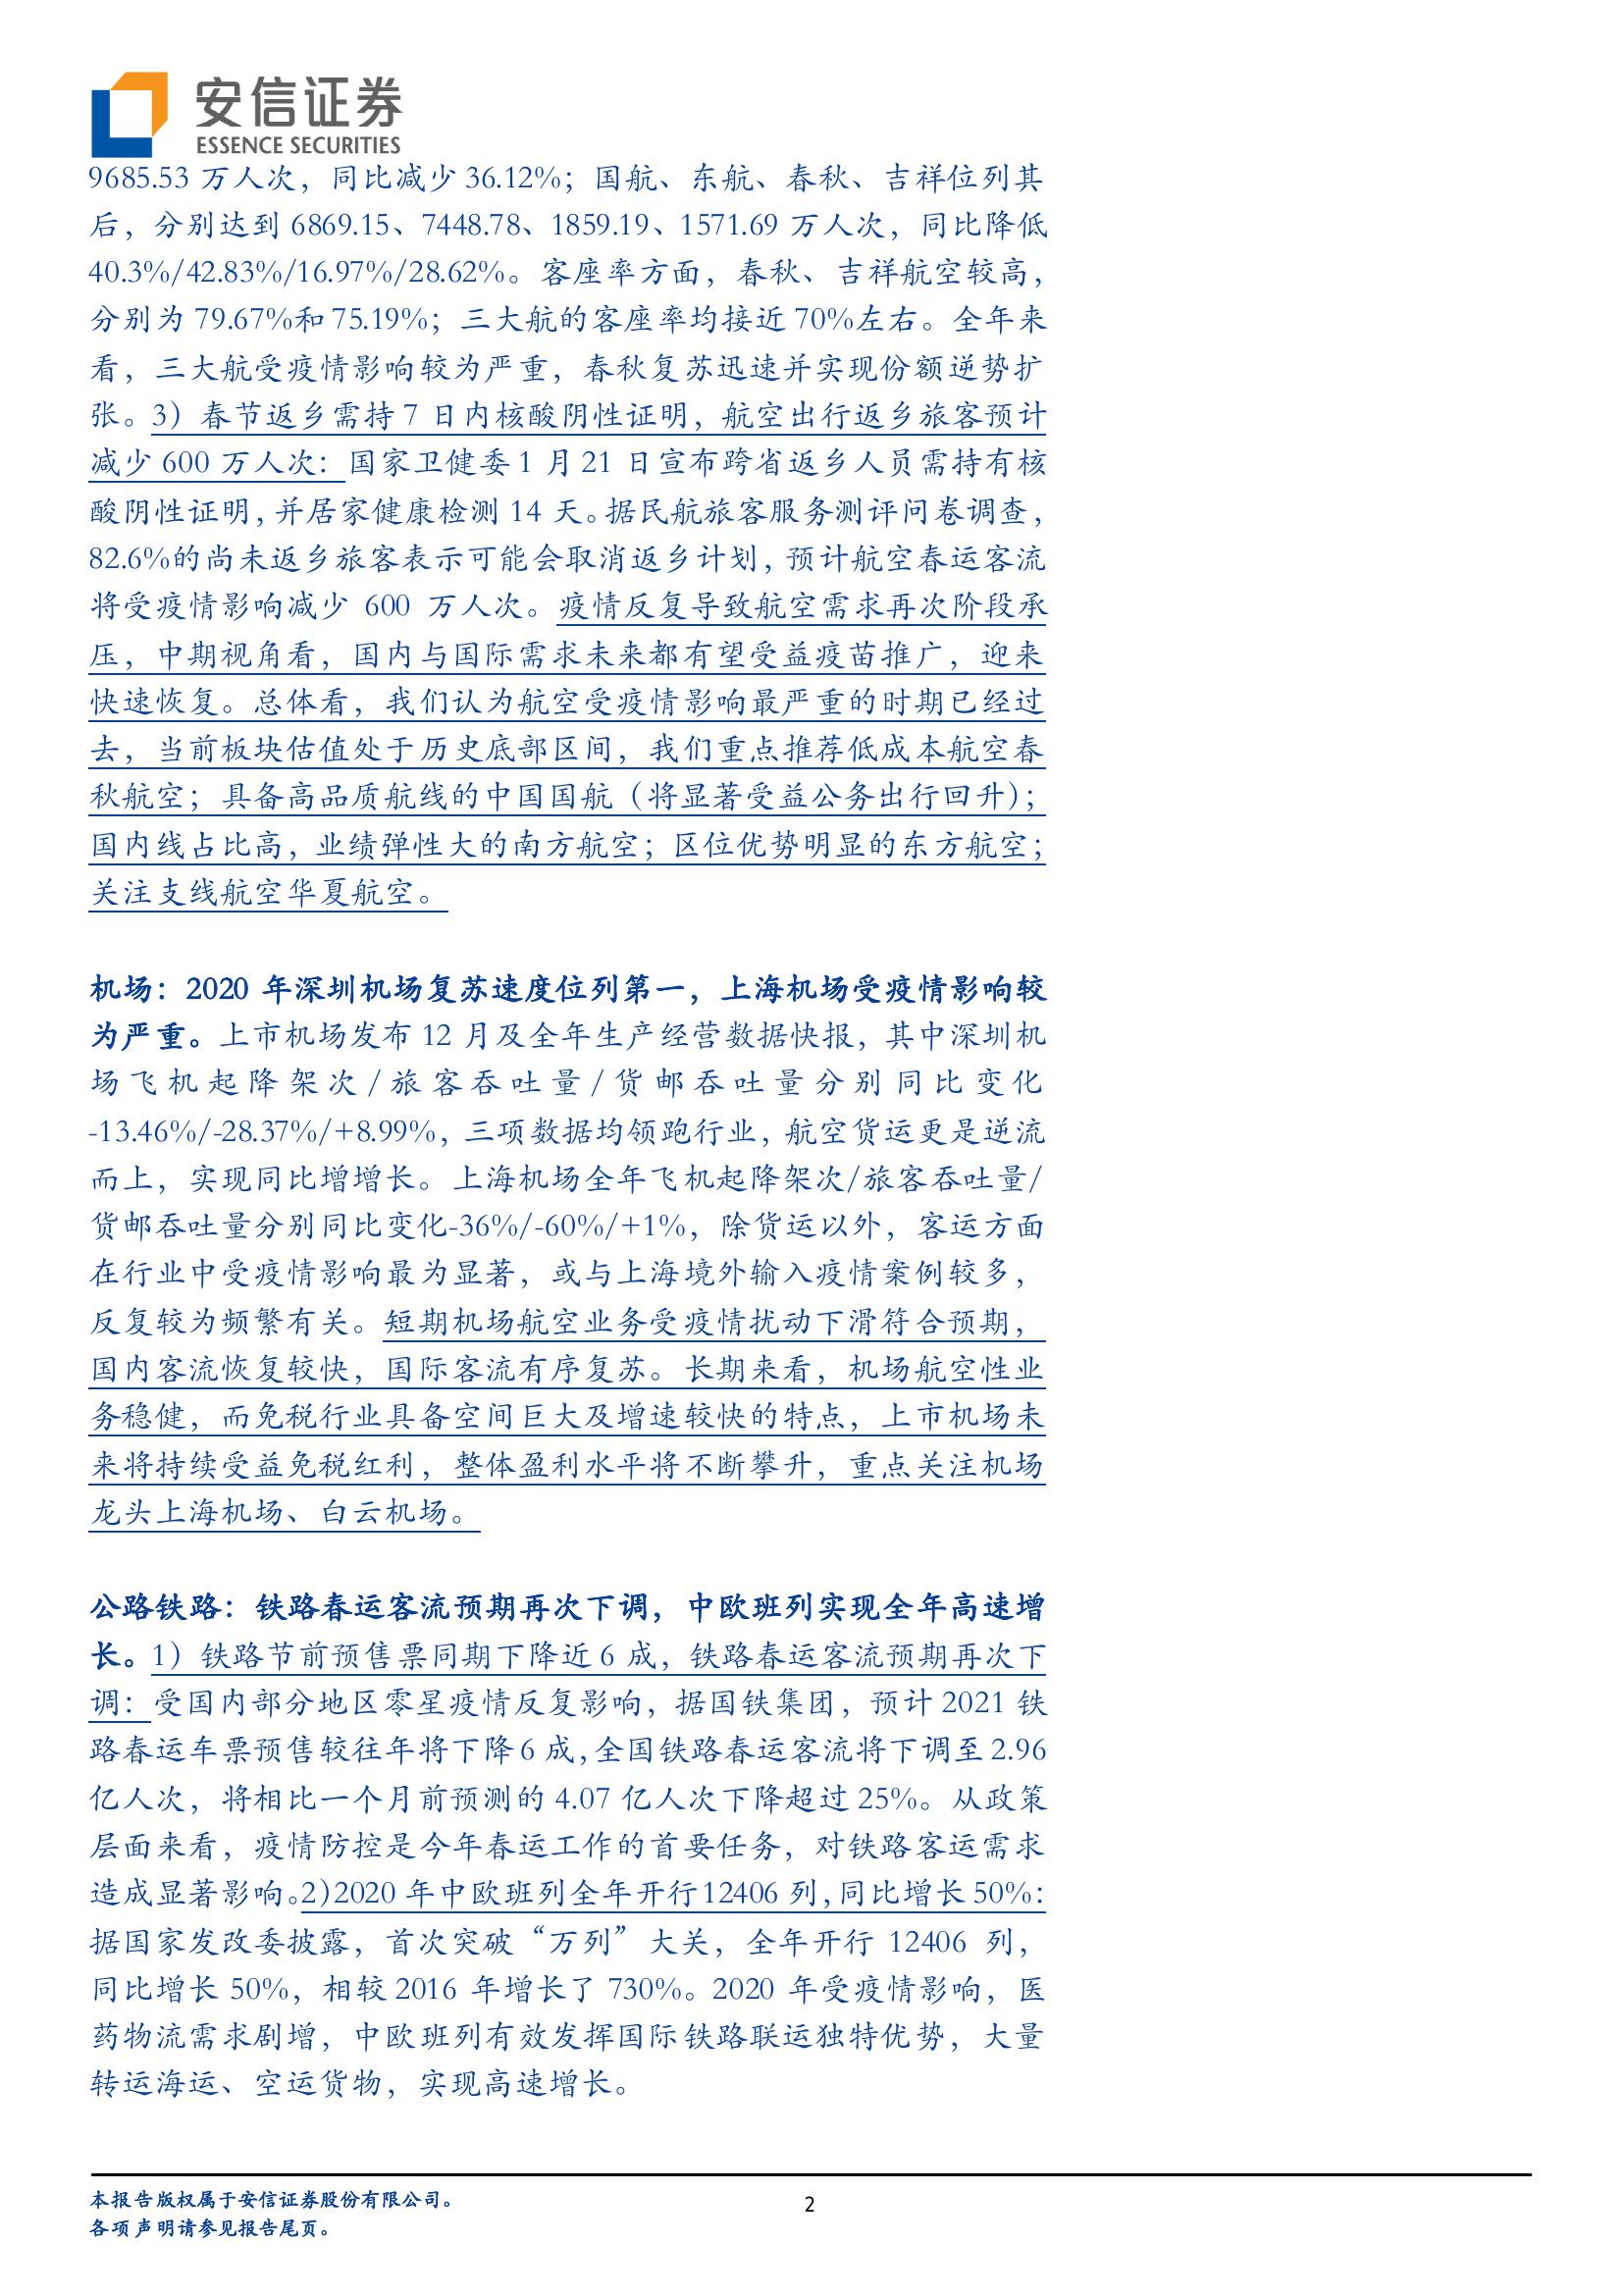 安信证券
ESSENCE SECURITIES
9685.53 万人次，同比减少 36.12%；国航、东航、春秋、吉祥位列其
后，分别达到 6869.15、7448.78、1859.19、1571.69 万人次，同比降低
40.3%/42.83%/16.97%/28.62%。客座率方面，春秋、吉祥航空较高，
分别为 79.67%和 75.19%；三大航的客座率均接近 70%左右。全年来
看，三大航受疫情影响较为严重，春秋复苏迅速并实现份额逆势扩
张。3）春节返乡需持 7 日内核酸阴性证明，航空出行返乡旅客预计
减少 600 万人次：国家卫健委 1 月 21 日宣布跨省返乡人员需持有核
酸阴性证明，并居家健康检测 14 天。据民航旅客服务测评问卷调查，
82.6%的尚未返乡旅客表示可能会取消返乡计划，预计航空春运客流
将受疫情影响减少 600 万人次。疫情反复导致航空需求再次阶段承
压，中期视角看，国内与国际需求未来都有望受益疫苗推广，迎来
快速恢复。总体看，我们认为航空受疫情影响最严重的时期已经过
去，当前板块估值处于历史底部区间，我们重点推荐低成本航空春
秋航空；具备高品质航线的中国国航（将显著受益公务出行回升）；
国内线占比高，业绩弹性大的南方航空；区位优势明显的东方航空；
关注支线航空华夏航空。
机场：2020 年深圳机场复苏速度位列第一，上海机场受疫情影响较
为严重。上市机场发布 12 月及全年生产经营数据快报，其中深圳机
场飞机起降架次/旅客吞吐量/货邮吞吐量分别同比变化
-13.46%/-28.37%/+8.99%，三项数据均领跑行业，航空货运更是逆流
而上，实现同比增增长。上海机场全年飞机起降架次/旅客吞吐量/
货邮吞吐量分别同比变化-36%/-60%/+1%，除货运以外，客运方面
在行业中受疫情影响最为显著，或与上海境外输入疫情案例较多，
反复较为频繁有关。短期机场航空业务受疫情扰动下滑符合预期，
国内客流恢复较快，国际客流有序复苏。长期来看，机场航空性业
务稳健，而免税行业具备空间巨大及增速较快的特点，上市机场未
来将持续受益免税红利，整体盈利水平将不断攀升，重点关注机场
龙头上海机场、白云机场。
公路铁路：铁路春运客流预期再次下调，中欧班列实现全年高速增
长。1）铁路节前预售票同期下降近 6 成，铁路春运客流预期再次下
调：受国内部分地区零星疫情反复影响，据国铁集团，预计 2021 铁
路春运车票预售较往年将下降 6 成，全国铁路春运客流将下调至 2.96
亿人次，将相比一个月前预测的 4.07 亿人次下降超过 25%。从政策
层面来看，疫情防控是今年春运工作的首要任务，对铁路客运需求
造成显著影响。2)2020 年中欧班列全年开行 12406 列，同比增长 50%：
据国家发改委披露，首次突破“万列”大关，全年开行 12406 列，
同比增长 50%，相较 2016 年增长了 730%。2020 年受疫情影响，医
药物流需求剧增，中欧班列有效发挥国际铁路联运独特优势，大量
转运海运、空运货物，实现高速增长。
本报告版权属于安信证券股份有限公司。
各项声明请参见报告尾页。
2